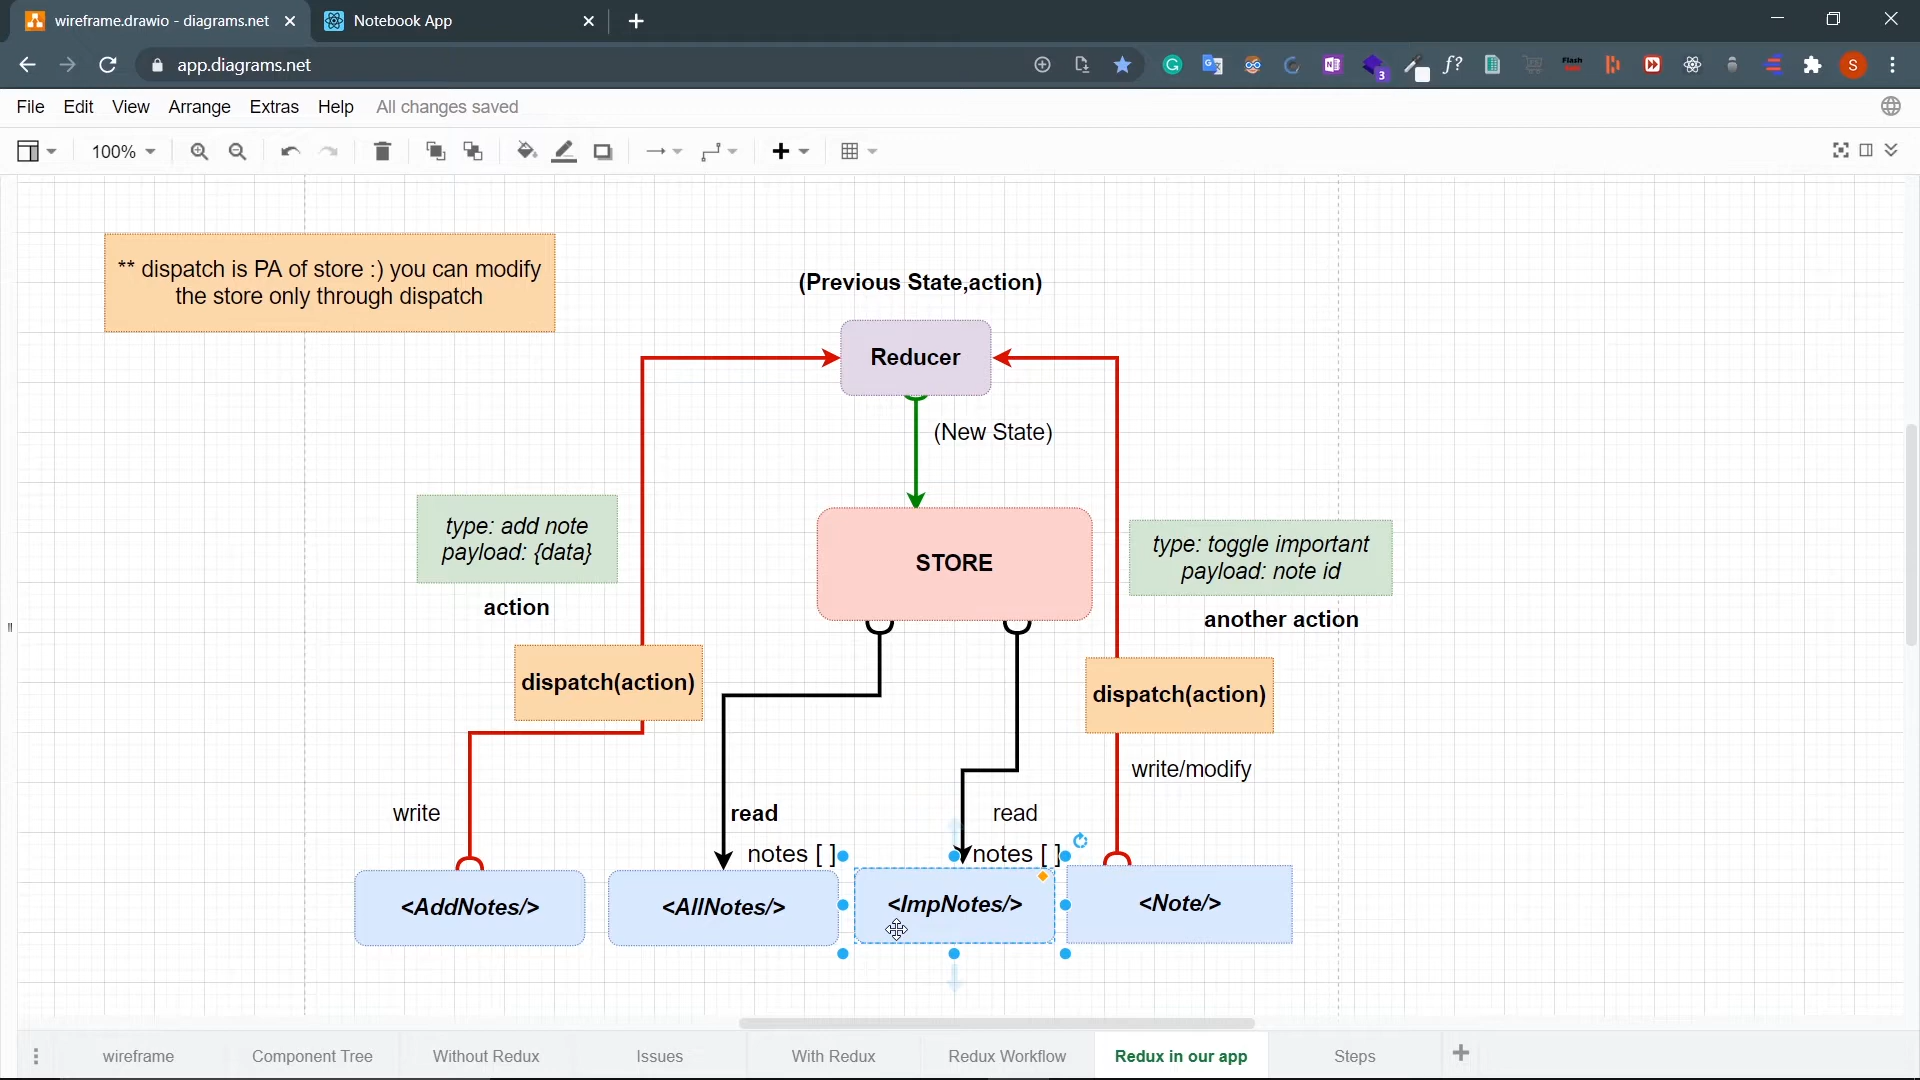 wireframe.drawio - diagrams.net
Notebook App
app.diagrams.net
3
Flash
f?
S
File Edit View Arrange Extras Help All changes saved
100%
** dispatch is PA of store :) you can modify
the store only through dispatch
(Previous State,action)
Reducer
(New State)
type: add note
payload: {data}
action
STORE
type: toggle important
payload: note id
another action
dispatch(action)
dispatch(action)
write/modify
write
read
read
notes [ ]
notes [ ]
<AddNotes/>
<AllNotes/>
<ImpNotes/>
<Note/>
wireframe Component Tree Without Redux Issues With Redux Redux Workflow Redux in our app Steps